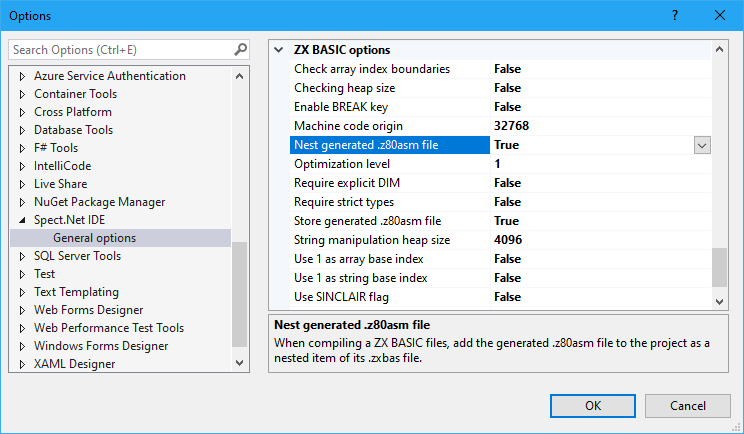 Options
?
Search Options (Ctrl+E)
Azure Service Authentication
Container Tools
Cross Platform
Database Tools
F# Tools
IntelliCode
Live Share
NuGet Package Manager
Spect.Net IDE
General options
SQL Server Tools
Test
Text Templating
Web Forms Designer
Web Performance Test Tools
Windows Forms Designer
XAML Designer
ZX BASIC options
Check array index boundaries False
Checking heap size False
Enable BREAK key False
Machine code origin 32768
Nest generated .z80asm file True
Optimization level 1
Require explicit DIM False
Require strict types False
Store generated .z80asm file True
String manipulation heap size 4096
Use 1 as array base index False
Use 1 as string base index False
Use SINCLAIR flag False
Nest generated .z80asm file
When compiling a ZX BASIC files, add the generated .z80asm file to the project as a
nested item of its .zxbas file.
OK Cancel